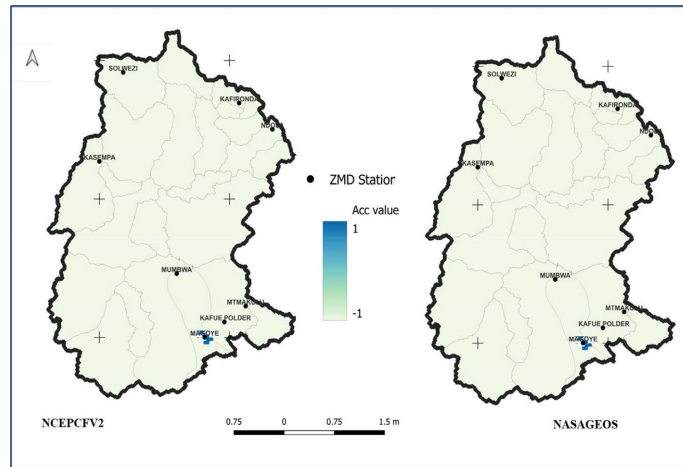 SOLWEZI
KAFIRONDA
KASEMPA
ZMD Station
Acc value
1
-1
MUMBWA
KAFUE POLDER
NCEPCFV2
0.75 0 0.75 1.5 m
SOLWEZI
KAFIRONDA
KASEMPA
MUMBWA
KAFUE POLDER
NASAGEOS